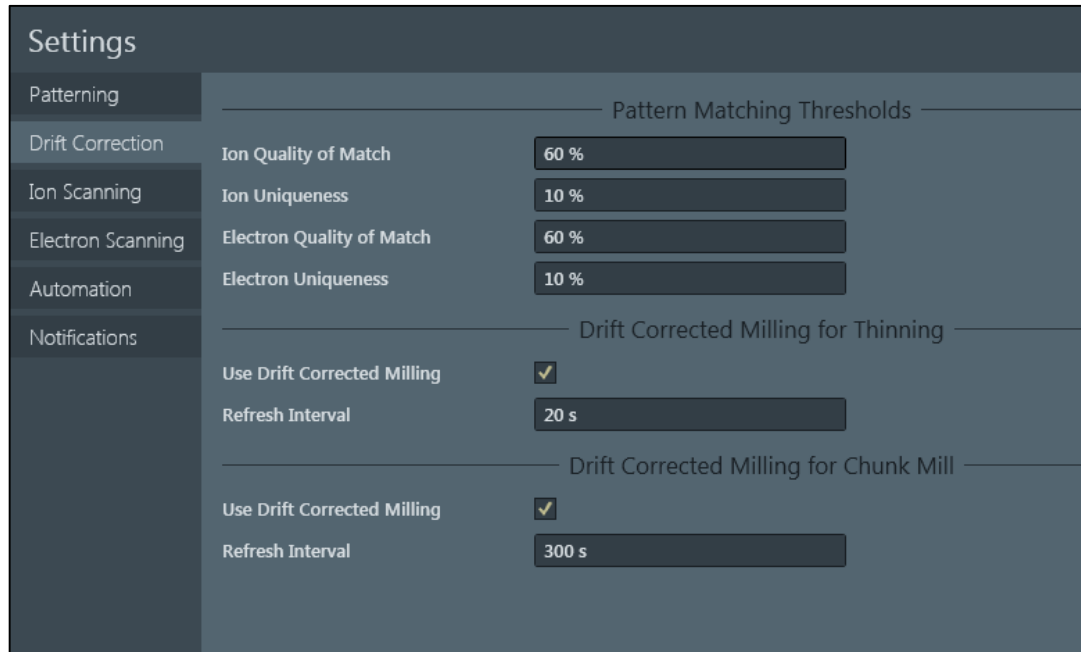 Settings
Patterning
Drift Correction
Ion Scanning
Electron Scanning
Automation
Notifications
Pattern Matching Thresholds
Ion Quality of Match 60 %
Ion Uniqueness 10 %
Electron Quality of Match 60 %
Electron Uniqueness 10 %
Drift Corrected Milling for Thinning
Use Drift Corrected Milling
Refresh Interval 20 s
Drift Corrected Milling for Chunk Mill
Use Drift Corrected Milling
Refresh Interval 300 s